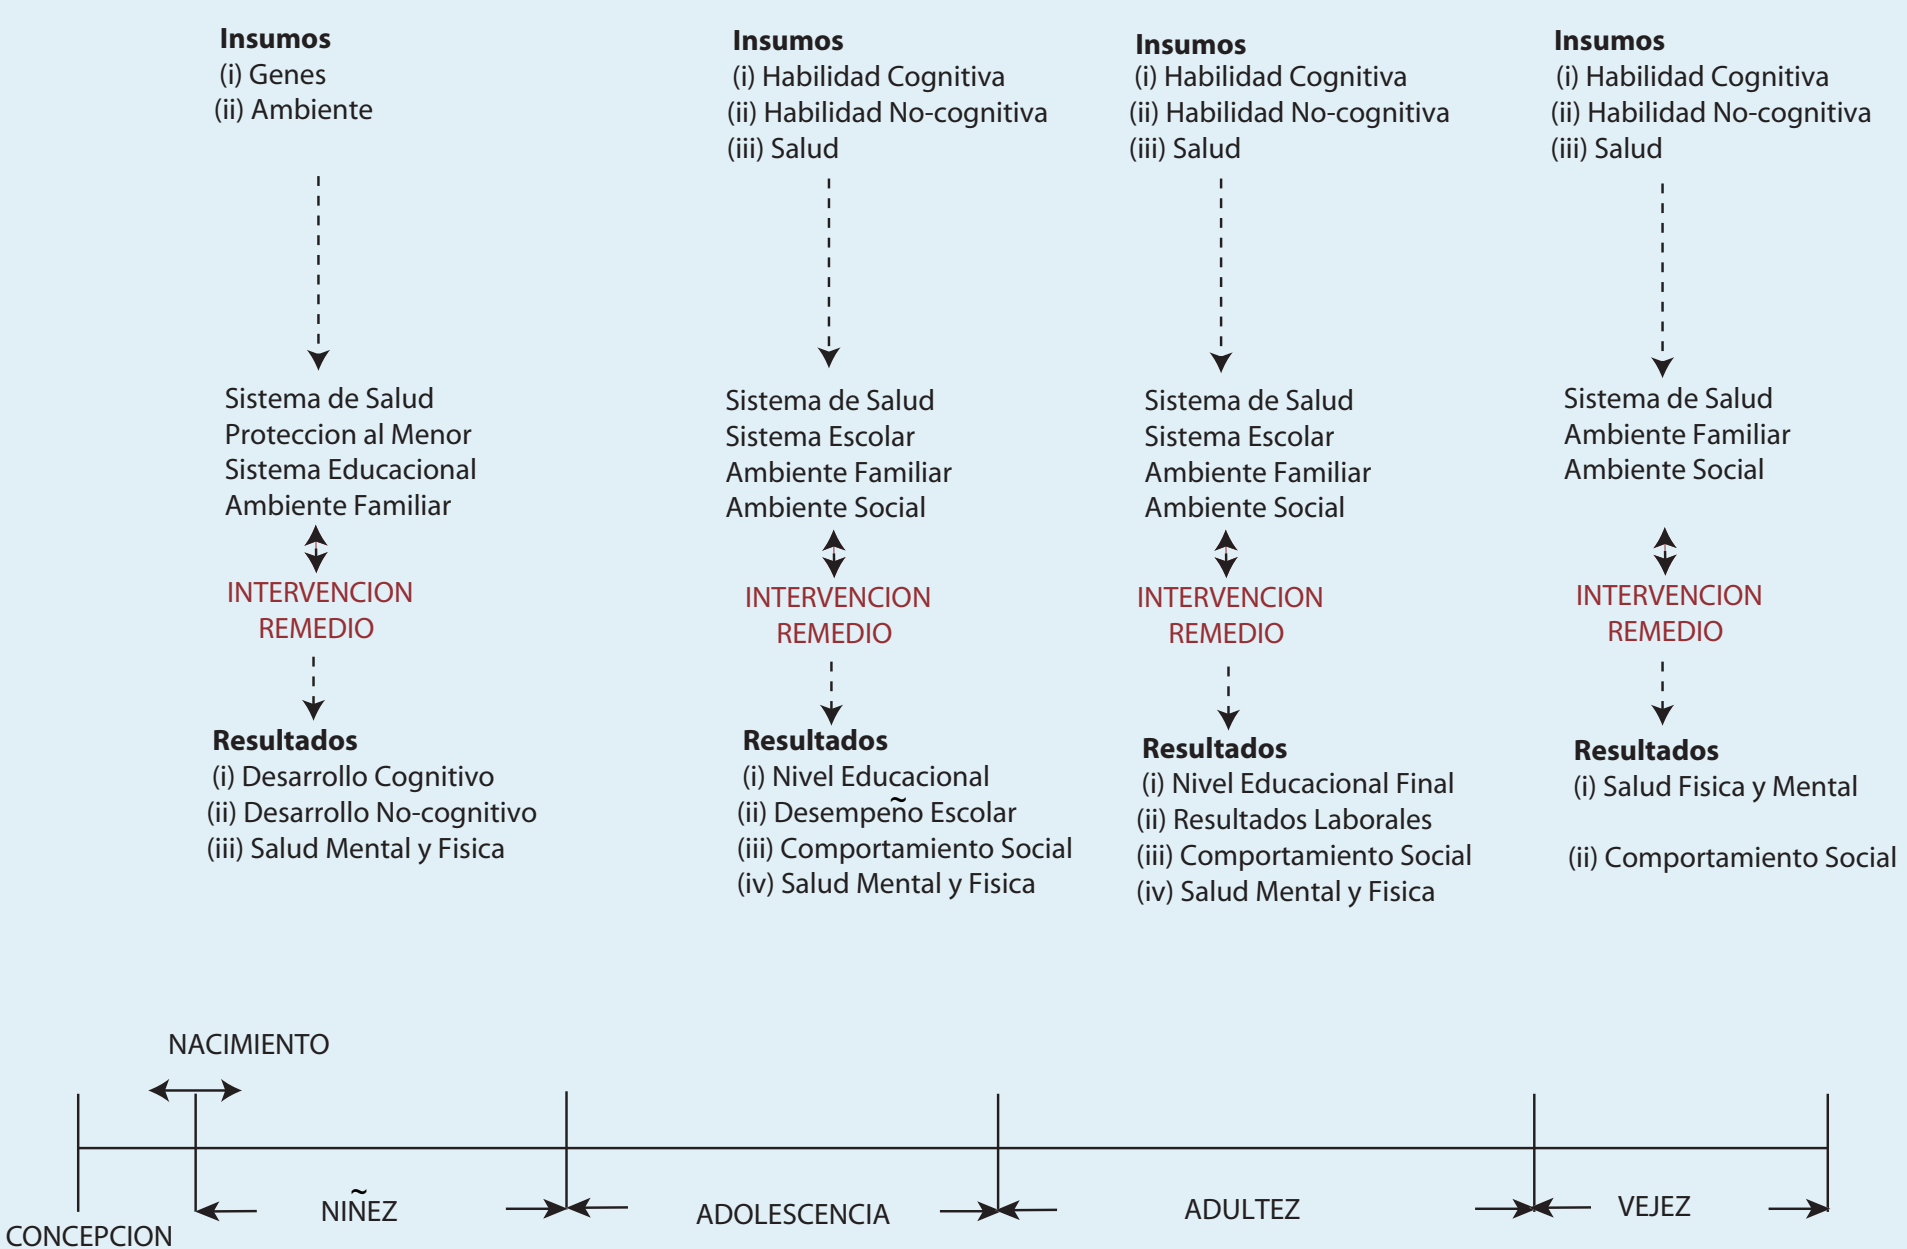 Insumos
(i) Genes
(ii) Ambiente
Sistema de Salud
Proteccion al Menor
Sistema Educacional
Ambiente Familiar
INTERVENCION
REMEDIO
Resultados
(i) Desarrollo Cognitivo
(ii) Desarrollo No-cognitivo
(iii) Salud Mental y Fisica
Insumos
(i) Habilidad Cognitiva
(ii) Habilidad No-cognitiva
(iii) Salud
Sistema de Salud
Sistema Escolar
Ambiente Familiar
Ambiente Social
INTERVENCION
REMEDIO
Resultados
(i) Nivel Educacional
(ii) Desempeño Escolar
(iii) Comportamiento Social
(iv) Salud Mental y Fisica
Insumos
(i) Habilidad Cognitiva
(ii) Habilidad No-cognitiva
(iii) Salud
Sistema de Salud
Sistema Escolar
Ambiente Familiar
Ambiente Social
INTERVENCION
REMEDIO
Resultados
(i) Nivel Educacional Final
(ii) Resultados Laborales
(iii) Comportamiento Social
(iv) Salud Mental y Fisica
Insumos
(i) Habilidad Cognitiva
(ii) Habilidad No-cognitiva
(iii) Salud
Sistema de Salud
Ambiente Familiar
Ambiente Social
INTERVENCION
REMEDIO
Resultados
(i) Salud Fisica y Mental
(ii) Comportamiento Social
NACIMIENTO
CONCEPCION
NIÑEZ
ADOLESCENCIA
ADULTEZ
VEJEZ